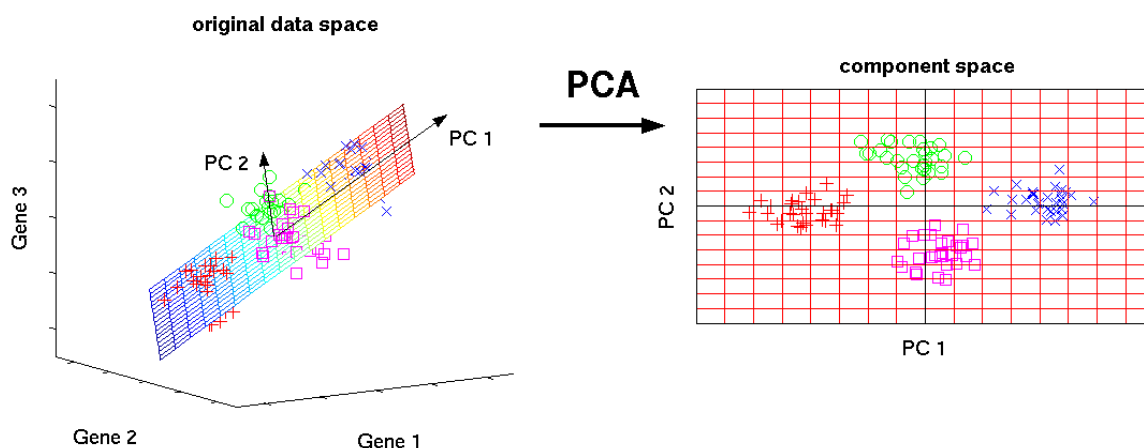 original data space
PCA
component space
PC 1
PC 2
Gene 3
Gene 2
Gene 1
PC 2
PC 1